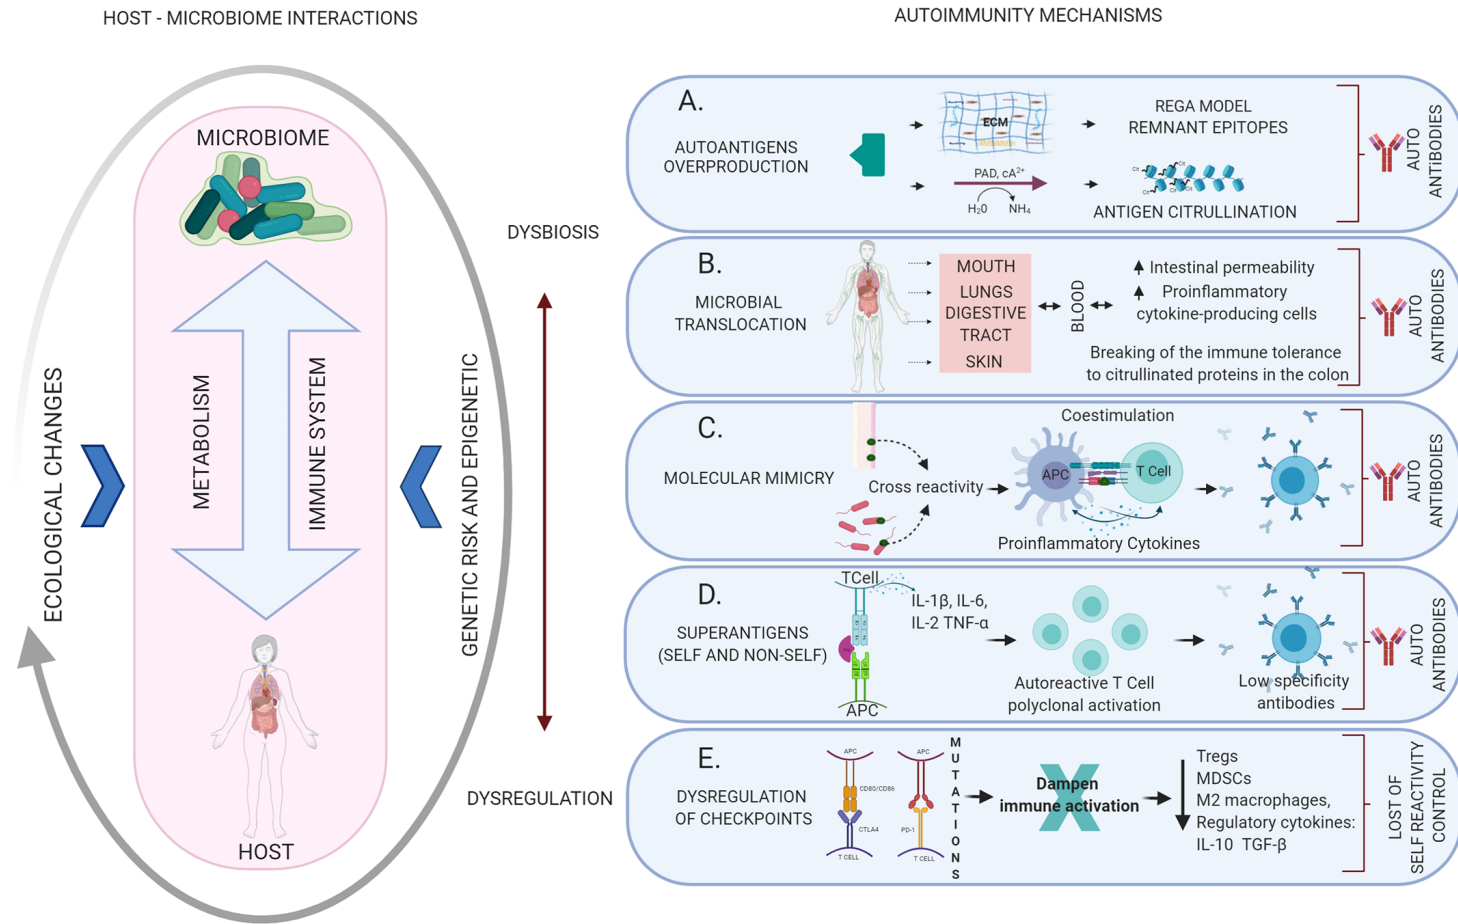 HOST - MICROBIOME INTERACTIONS
MICROBIOME
METABOLISM
IMMUNE SYSTEM
ECOLOGICAL CHANGES
GENETIC RISK AND EPIGENETIC
HOST
DYSBIOSIS
DYSREGULATION
AUTOIMMUNITY MECHANISMS
A.
AUTOANTIGENS
OVERPRODUCTION
ECM
REGA MODEL
REMNANT EPITOPES
PAD, cA2+
H20
NH4
Cit
Cit
Cit
Cit
Cit
ANTIGEN CITRULLINATION
AUTO
ANTiBODIES
B.
MICROBIAL
TRANSLOCATION
MOUTH
LUNGS
DIGESTIVE
TRACT
SKIN
BLOOD
Intestinal permeability
Proinflammatory
cytokine-producing cells
Breaking of the immune tolerance
to citrullinated proteins in the colon
AUTO
ANTIBODIES
C.
MOLECULAR MIMICRY
Cross reactivity
Coestimulation
APC
T Cell
Proinflammatory Cytokines
AUTO
ANTIBODIES
D.
SUPERANTIGENS
(SELF AND NON-SELF)
TCell
APC
IL-1β, IL-6,
IL-2 TNF-α
Autoreactive T Cell
polyclonal activation
Low specificity
antibodies
AUTO
ANTIBODIES
E.
DYSREGULATION
OF CHECKPOINTS
APC
CD80/CD86
CTLA4
T CELL
APC
PD-1
T CELL
MUTATIONS
Dampen
immune activation
Tregs
MDSCs
M2 macrophages,
Regulatory cytokines:
IL-10 TGF-β
LOST OF
SELF REACTIVITY
CONTROL